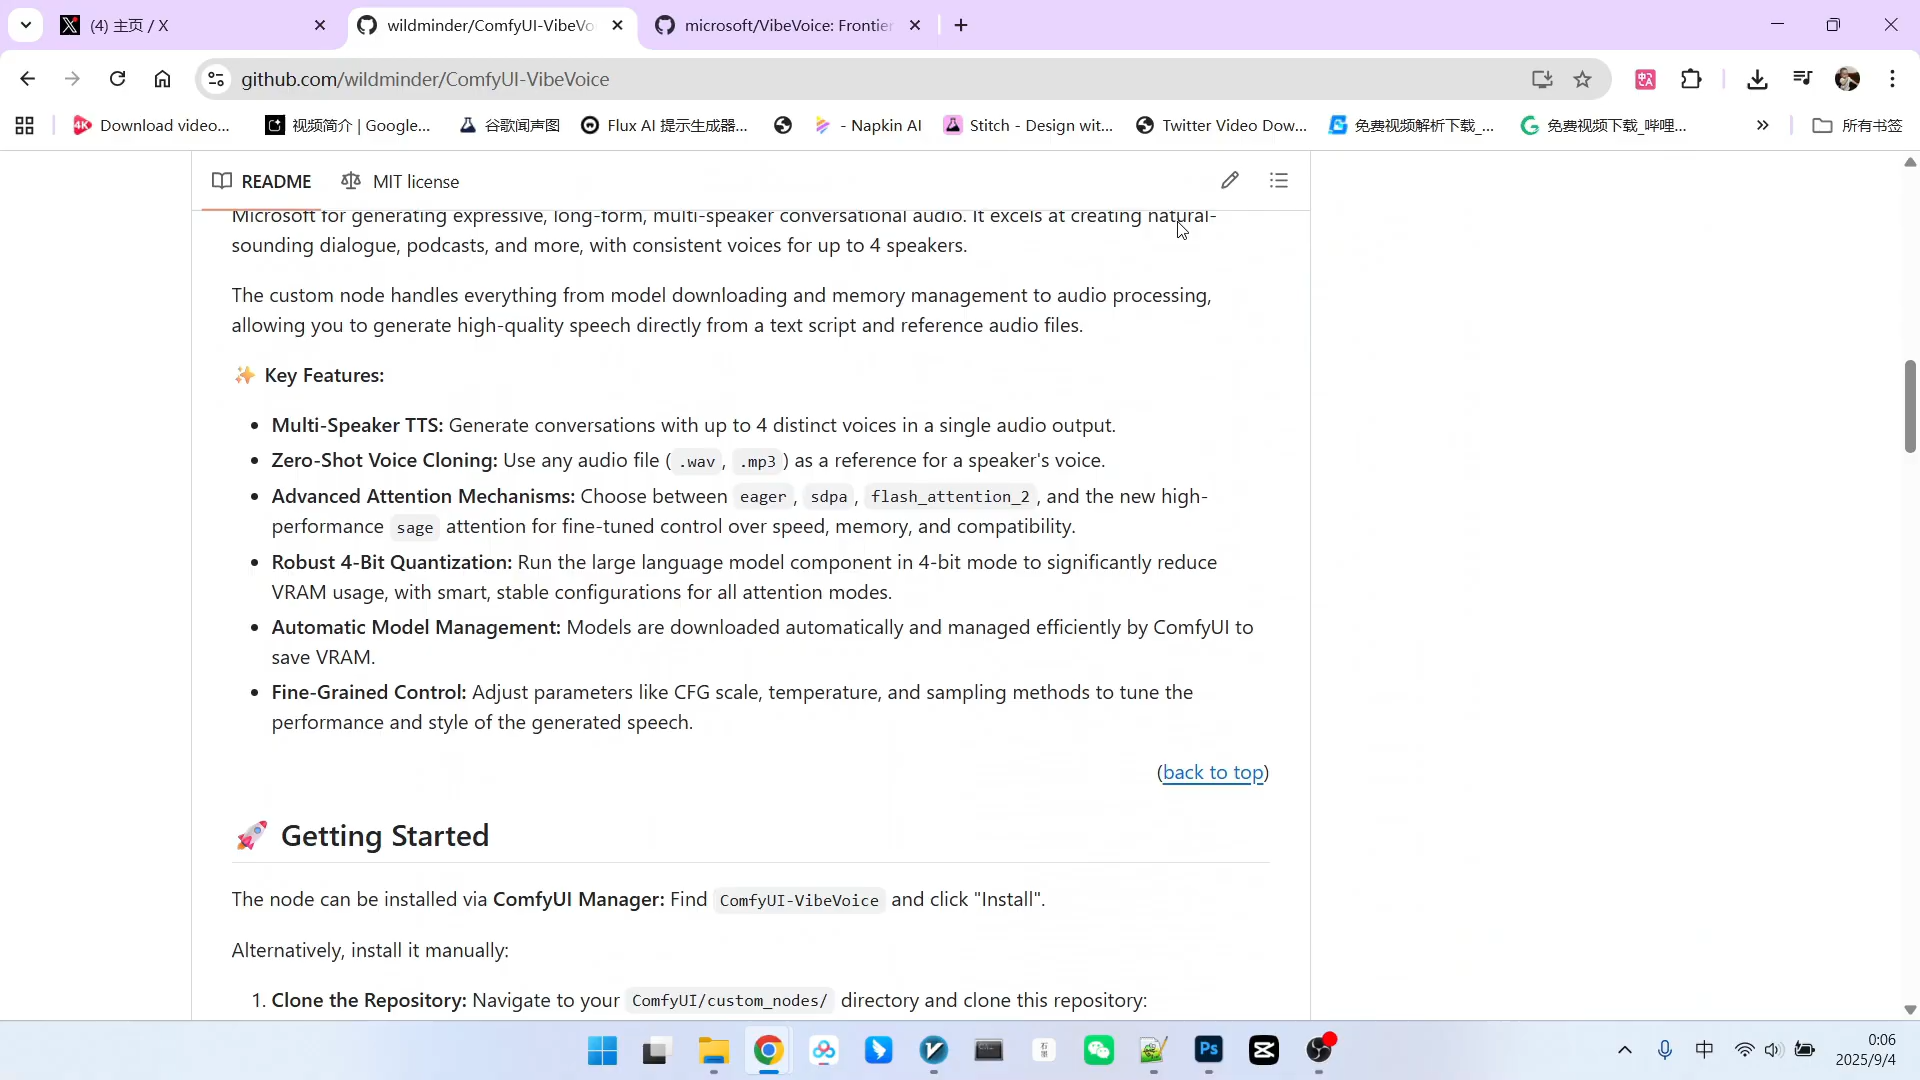 (4) 主页 / X
wildminder/ComfyUI-VibeVo
microsoft/VibeVoice: Frontier
github.com/wildminder/ComfyUI-VibeVoice
Download video...
视频简介 | Google...
谷歌闻声图
Flux AI 提示生成器...
- Napkin AI
Stitch - Design wit...
Twitter Video Dow...
免费视频解析下载_...
免费视频下载_哔哩...
所有书签
README
MIT license
Microsoft for generating expressive, long-form, multi-speaker conversational audio. It excels at creating natural-
sounding dialogue, podcasts, and more, with consistent voices for up to 4 speakers.
The custom node handles everything from model downloading and memory management to audio processing,
allowing you to generate high-quality speech directly from a text script and reference audio files.
✨ Key Features:
• Multi-Speaker TTS: Generate conversations with up to 4 distinct voices in a single audio output.
• Zero-Shot Voice Cloning: Use any audio file (.wav, .mp3) as a reference for a speaker's voice.
• Advanced Attention Mechanisms: Choose between eager, sdpa, flash_attention_2, and the new high-
performance sage attention for fine-tuned control over speed, memory, and compatibility.
• Robust 4-Bit Quantization: Run the large language model component in 4-bit mode to significantly reduce
VRAM usage, with smart, stable configurations for all attention modes.
• Automatic Model Management: Models are downloaded automatically and managed efficiently by ComfyUI to
save VRAM.
• Fine-Grained Control: Adjust parameters like CFG scale, temperature, and sampling methods to tune the
performance and style of the generated speech.
(back to top)
🚀 Getting Started
The node can be installed via ComfyUI Manager: Find ComfyUI-VibeVoice and click "Install".
Alternatively, install it manually:
1. Clone the Repository: Navigate to your ComfyUI/custom_nodes/ directory and clone this repository:
Ps
中
0:06
2025/9/4